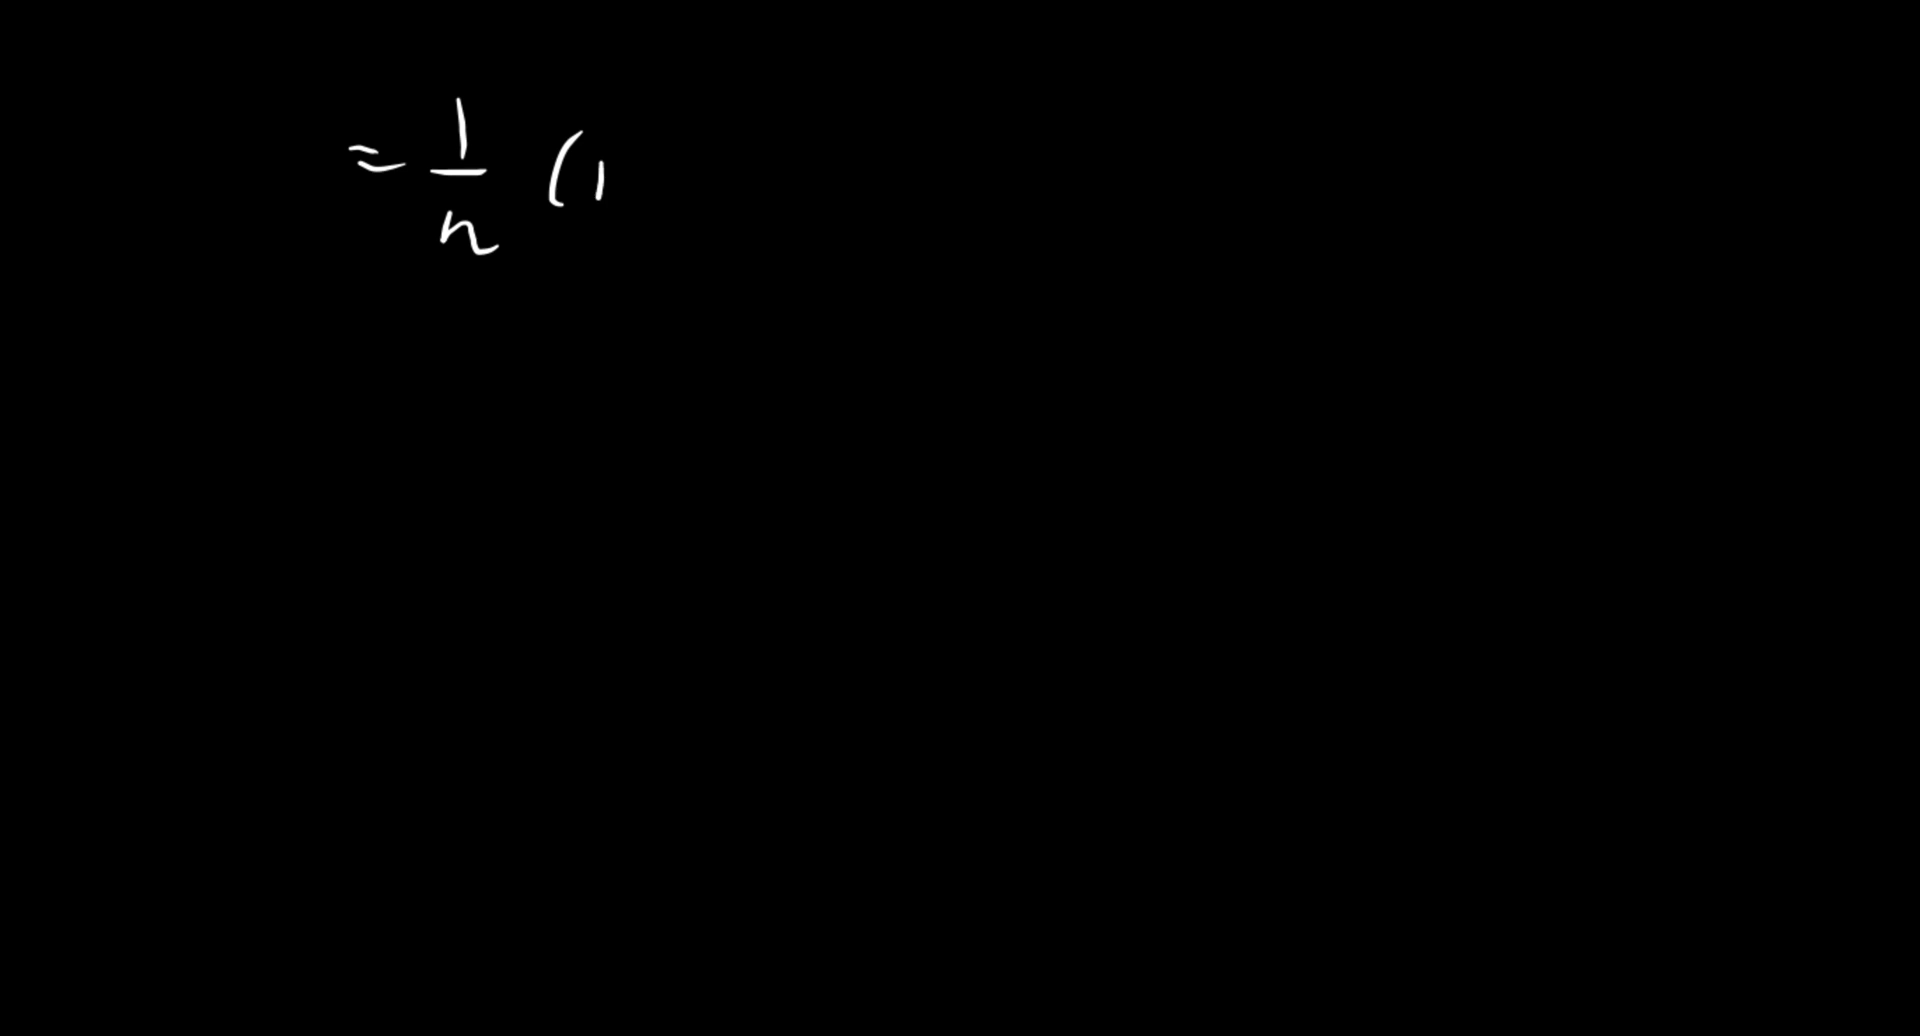 = 1/n (1